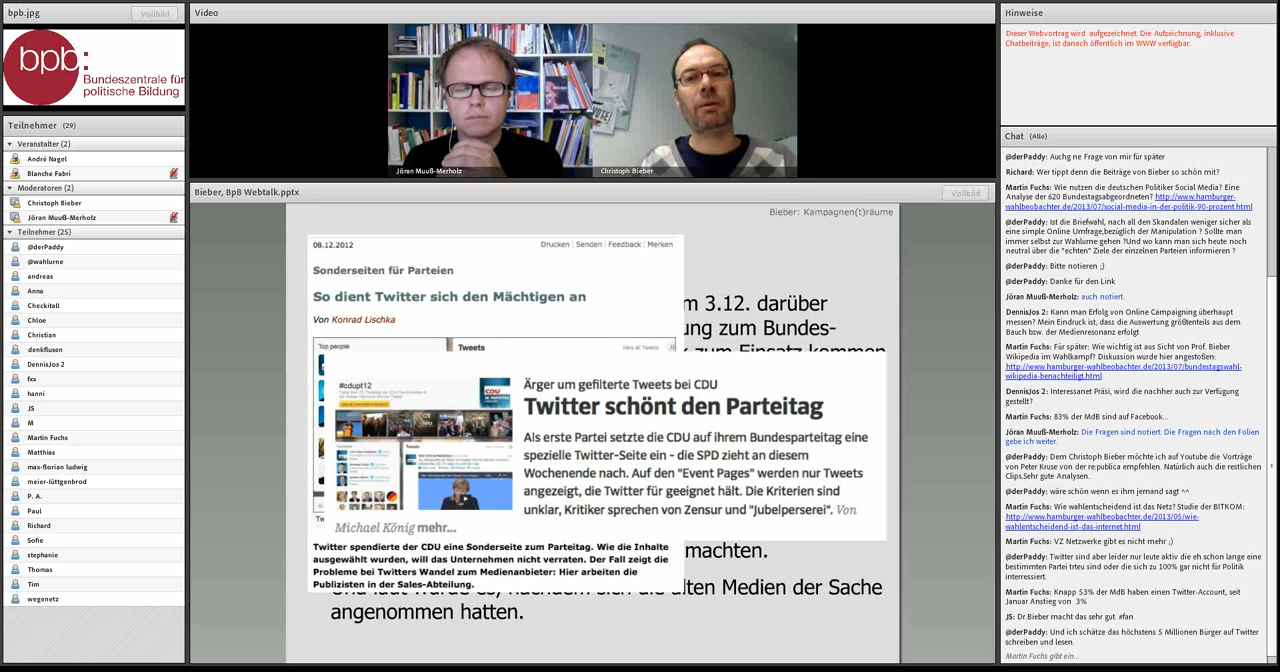 bpb.jpg
Vollbild
bpb:
Bundeszentrale für
politische Bildung
Teilnehmer (29)
Veranstalter (2)
André Nagel
Blanche Fabri
Moderatoren (2)
Christoph Bieber
Jöran Muuß-Merholz
Teilnehmer (25)
@derPaddy
@wahlurne
andreas
Anna
Checkitall
Chloe
Christian
denkflusen
DennisJos 2
fxx
hanni
JS
M
Martin Fuchs
Matthias
max-florian ludwig
meier-lüttgenbrod
P. A.
Paul
Richard
Sofie
stephanie
Thomas
Tim
wegenetz
Video
Jöran Muuß-Merholz
Christoph Bieber
Bieber, BpB Webtalk.pptx
Vollbild
Bieber: Kampagnen(t)räume
08.12.2012
Drucken | Senden | Feedback | Merken
Sonderseiten für Parteien
So dient Twitter sich den Mächtigen an
Von Konrad Lischka
m 3.12. darüber
ung zum Bundes-
zum Einsatz kommen
Top people
Tweets
View all Tweets
#cdupt12
CDU
Ärger um gefilterte Tweets bei CDU
Twitter schönt den Parteitag
Als erste Partei setzte die CDU auf ihrem Bundesparteitag eine
spezielle Twitter-Seite ein - die SPD zieht an diesem
Wochenende nach. Auf den "Event Pages" werden nur Tweets
angezeigt, die Twitter für geeignet hält. Die Kriterien sind
unklar, Kritiker sprechen von Zensur und "Jubelperserei". Von
Michael König mehr...
Tw
Twitter spendierte der CDU eine Sonderseite zum Parteitag. Wie die Inhalte
ausgewählt wurden, will das Unternehmen nicht verraten. Der Fall zeigt die
Probleme bei Twitters Wandel zum Medienanbieter: Hier arbeiten die
Publizisten in der Sales-Abteilung.
machten.
Und laut wurde es, nachdem sich die alten Medien der Sache
angenommen hatten.
Hinweise
Dieser Webvortrag wird aufgezeichnet. Die Aufzeichnung, inklusive
Chatbeiträge, ist danach öffentlich im WWW verfügbar.
Chat (Alle)
@derPaddy: Auchg ne Frage von mir für später
Richard: Wer tippt denn die Beiträge von Bieber so schön mit?
Martin Fuchs: Wie nutzen die deutschen Politiker Social Media? Eine
Analyse der 620 Bundestagsabgeordneten? http://www.hamburger-
wahlbeobachter.de/2013/07/social-media-in-der-politik-90-prozent.html
@derPaddy: Ist die Briefwahl, nach all den Skandalen weniger sicher als
eine simple Online Umfrage,bezüglich der Manipulation ? Sollte man
immer selbst zur Wahlurne gehen ?Und wo kann man sich heute noch
neutral über die "echten" Ziele der einzelnen Parteien informieren ?
@derPaddy: Bitte notieren ;)
@derPaddy: Danke für den Link
Jöran Muuß-Merholz: auch notiert.
DennisJos 2: Kann man Erfolg von Online Campaigning überhaupt
messen? Mein Eindruck ist, dass die Auswertung größtenteils aus dem
Bauch bzw. der Medienresonanz erfolgt
Martin Fuchs: Für später: Wie wichtig ist aus Sicht von Prof. Bieber
Wikipedia im Wahlkampf? Diskussion wurde hier angestoßen:
http://www.hamburger-wahlbeobachter.de/2013/07/bundestagswahl-
wikipedia-benachteiligt.html
DennisJos 2: Interessanet Präsi, wird die nachher auch zur Verfügung
gestellt?
Martin Fuchs: 83% der MdB sind auf Facebook...
Jöran Muuß-Merholz: Die Fragen sind notiert. Die Fragen nach den Folien
gebe ich weiter.
@derPaddy: Dem Christoph Bieber möchte ich auf Youtube die Vorträge
von Peter Kruse von der re:publica empfehlen. Natürlich auch die restlichen
Clips.Sehr gute Analysen.
@derPaddy: wäre schön wenn es ihm jemand sagt ^^
Martin Fuchs: Wie wahlentscheidend ist das Netz? Studie der BITKOM:
http://www.hamburger-wahlbeobachter.de/2013/05/wie-
wahlentscheidend-ist-das-internet.html
Martin Fuchs: VZ Netzwerke gibt es nicht mehr ;)
@derPaddy: Twitter sind aber leider nur leute aktiv die eh schon lange eine
bestimmten Partei trteu sind oder die sich zu 100% gar nicht für Politik
interressiert.
Martin Fuchs: Knapp 53% der MdB haben einen Twitter-Account, seit
Januar Anstieg von 3%
JS: Dr.Bieber macht das sehr gut. #fan
@derPaddy: Und ich schätze das höchstens 5 Millionen Bürger auf Twitter
schreiben und lesen.
Martin Fuchs gibt ein...